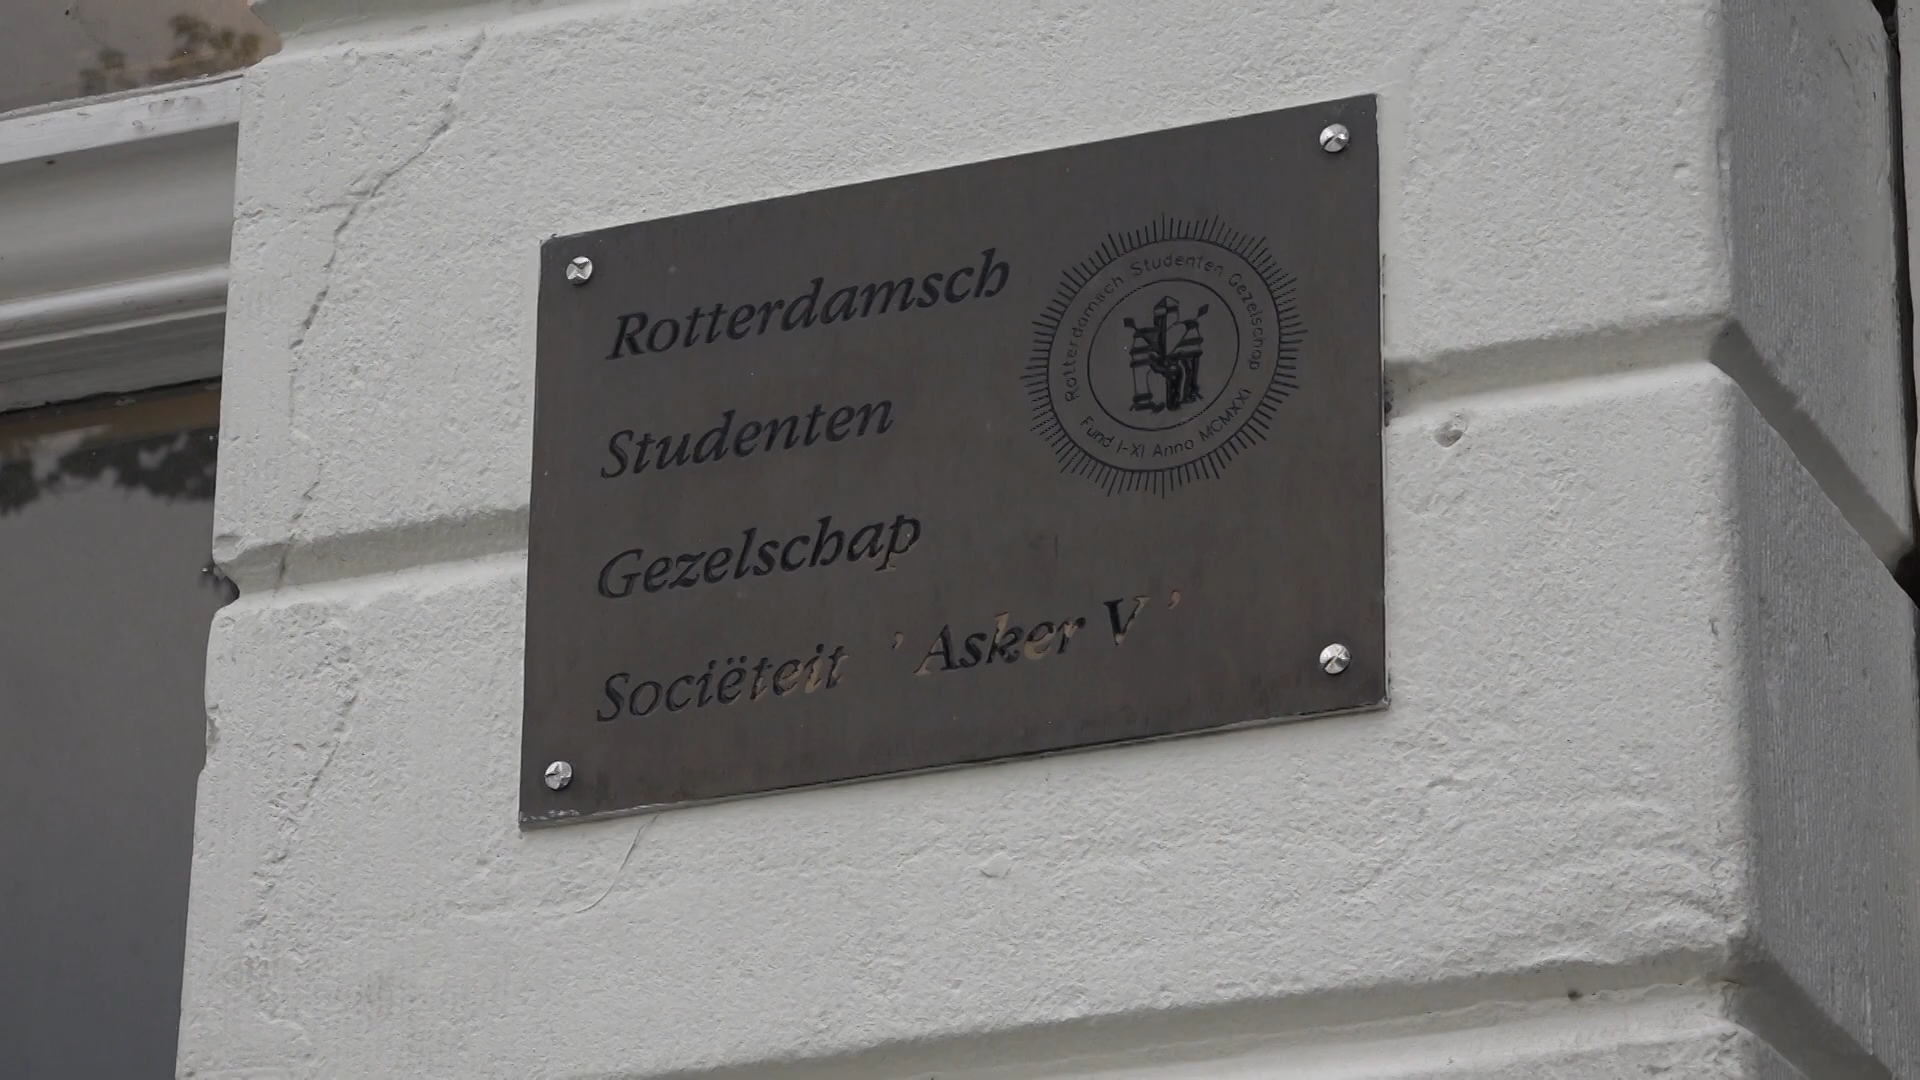 Rotterdamsch
Studenten
Gezelschap
Sociëteit ’ Asker V ’
Rotterdamsch Studenten Gezelschap
Fund I-XI Anno MCMXXI